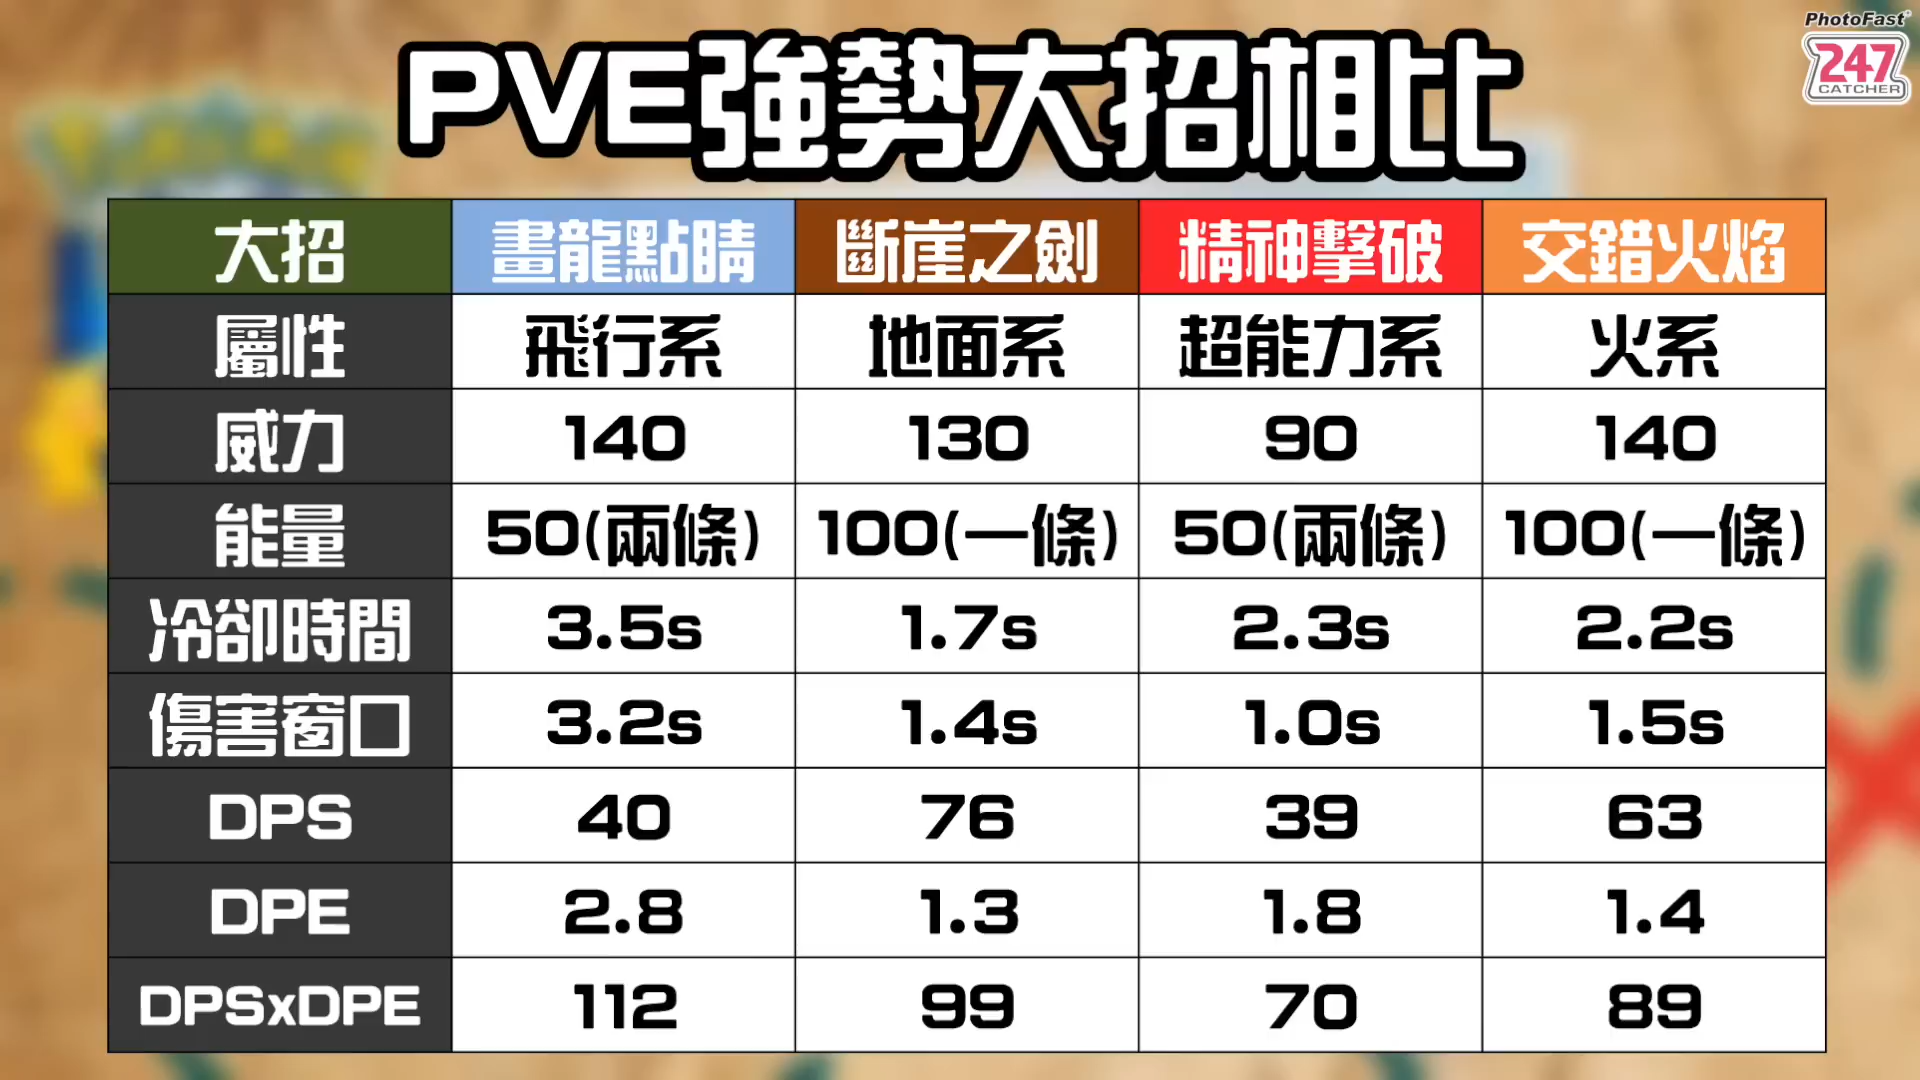 PhotoFast
247
CATCHER
PVE強勢大招相比
大招 畫龍點睛 斷崖之劍 精神擊破 交錯火焰
屬性 飛行系 地面系 超能力系 火系
威力 140 130 90 140
能量 50(兩條) 100(一條) 50(兩條) 100(一條)
冷卻時間 3.5s 1.7s 2.3s 2.2s
傷害窗口 3.2s 1.4s 1.0s 1.5s
DPS 40 76 39 63
DPE 2.8 1.3 1.8 1.4
DPSxDPE 112 99 70 89